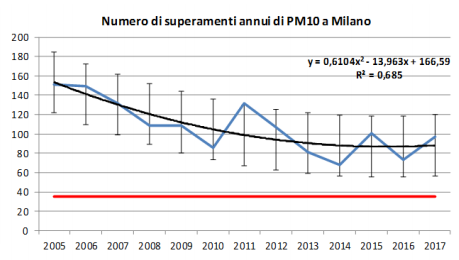 Numero di superamenti annui di PM10 a Milano
200
180
160
140
120
100
80
60
40
20
0
y = 0,6104x² - 13,963x + 166,59
R² = 0,685
2005 2006 2007 2008 2009 2010 2011 2012 2013 2014 2015 2016 2017